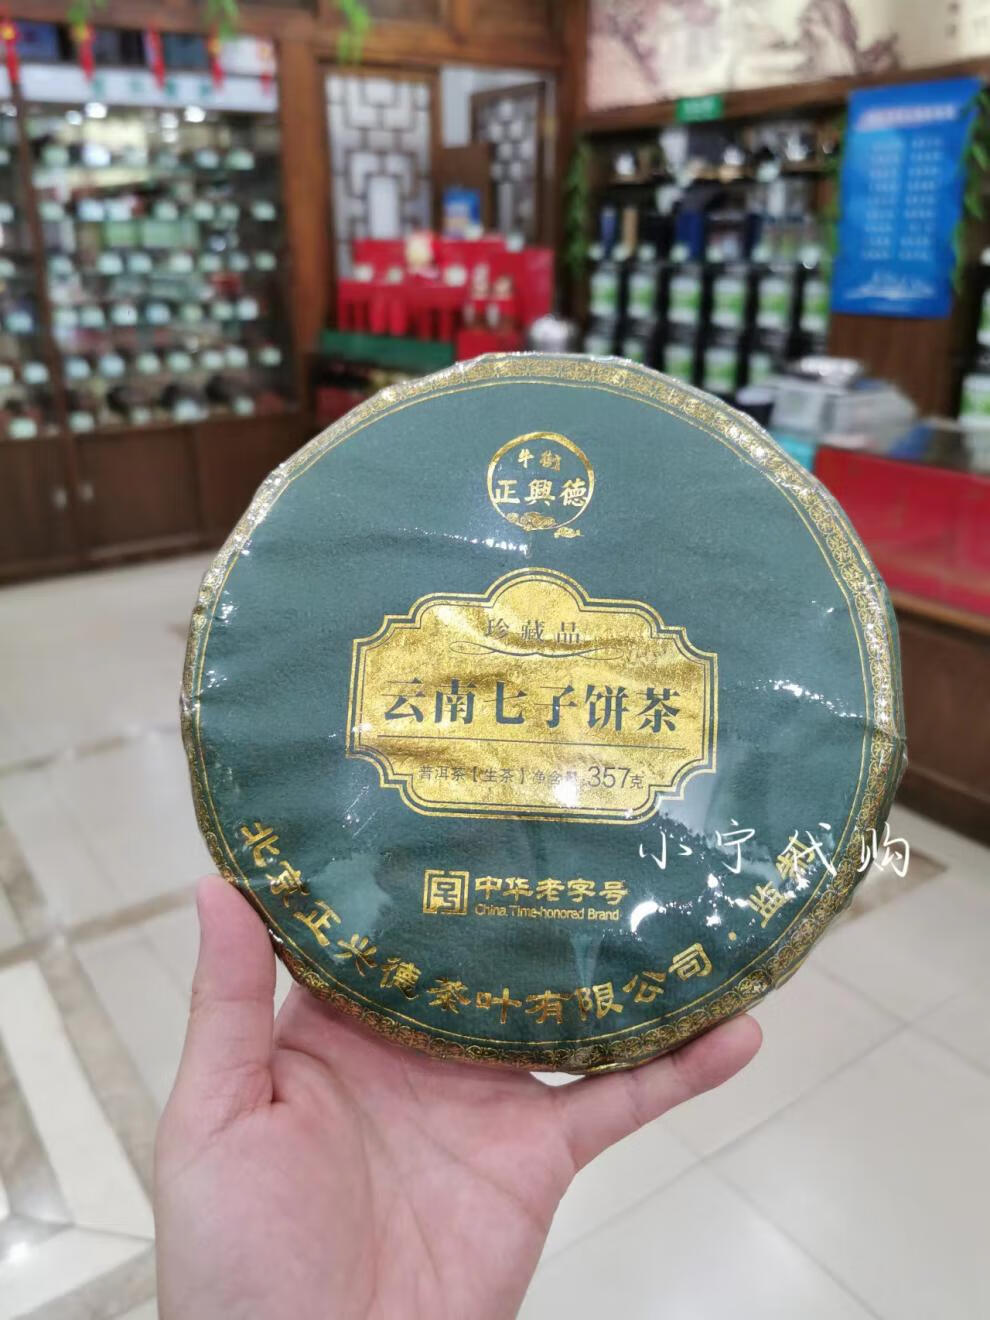 牛街
正興德
珍藏品
云南七子饼茶
普洱茶【生茶】净含量 357克
中华老字号
China Time-honored Brand
北京正兴德茶叶有限公司·监制
小宁代购